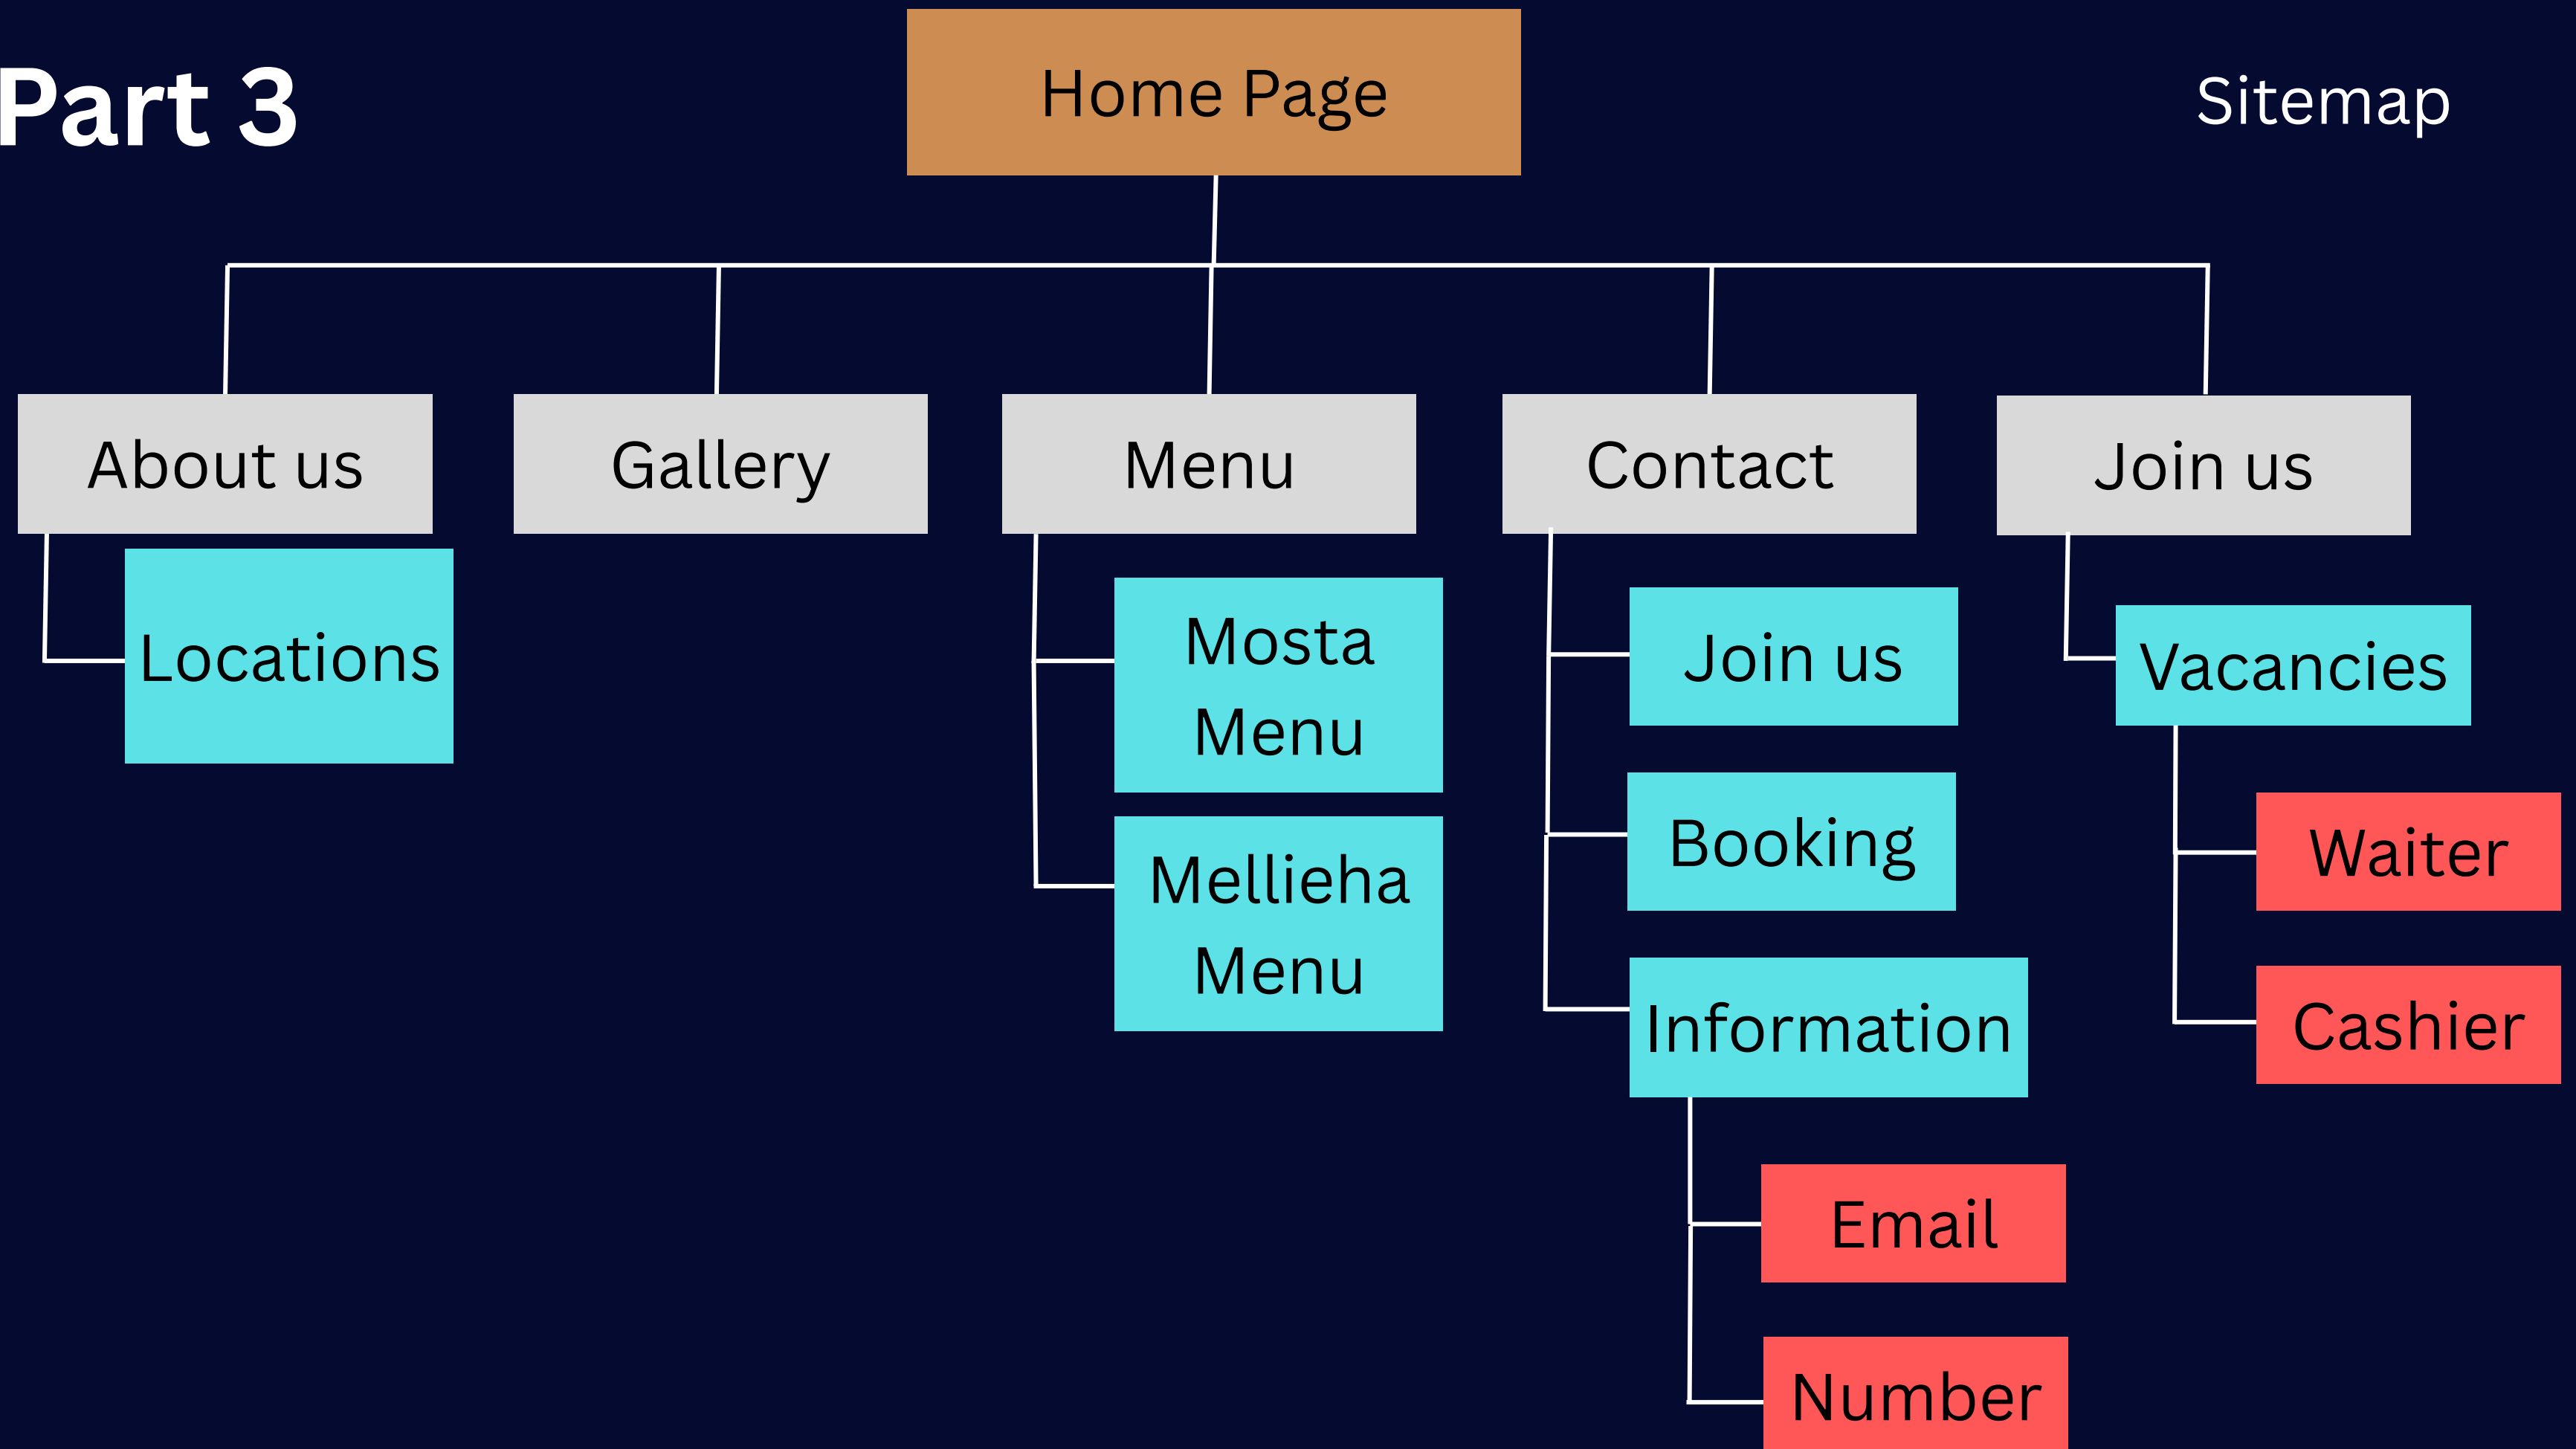 Part 3
Home Page
Sitemap
About us
Gallery
Menu
Contact
Join us
Locations
Mosta
Menu
Mellieha
Menu
Join us
Booking
Information
Email
Number
Vacancies
Waiter
Cashier